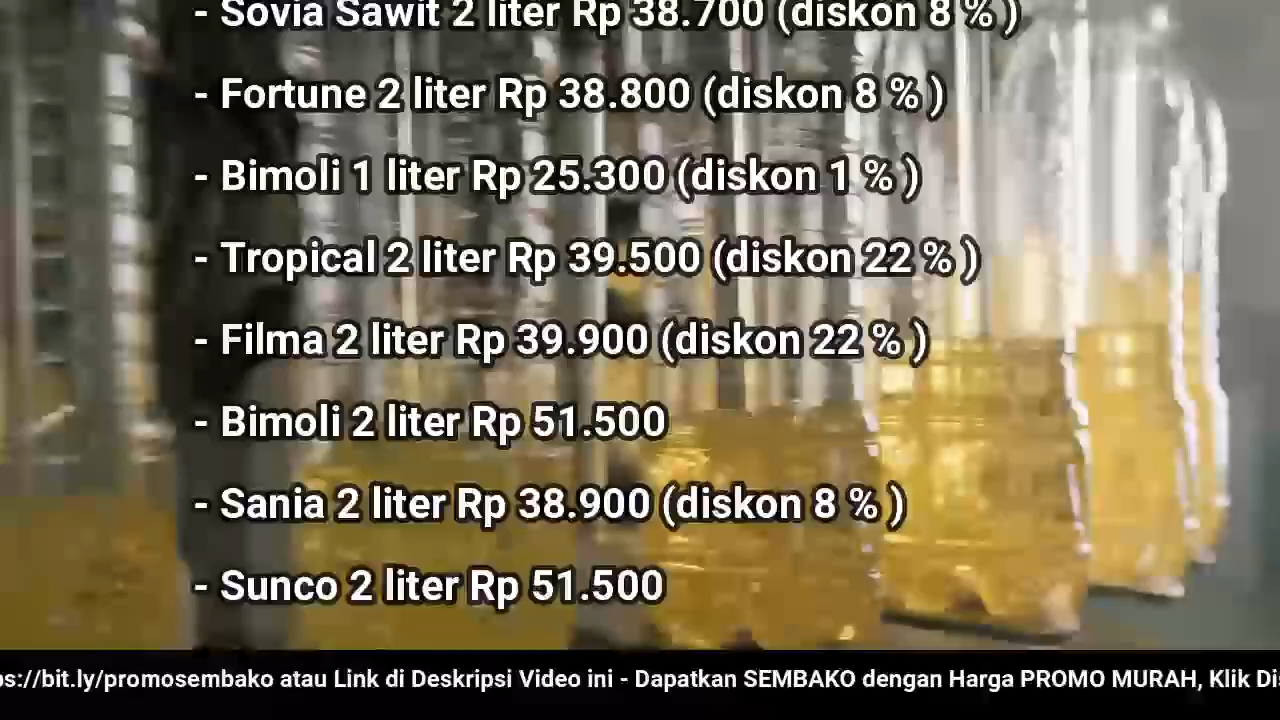 - Sovia Sawit 2 liter Rp 38.700 (diskon 8 % )
- Fortune 2 liter Rp 38.800 (diskon 8 % )
- Bimoli 1 liter Rp 25.300 (diskon 1 % )
- Tropical 2 liter Rp 39.500 (diskon 22 % )
- Filma 2 liter Rp 39.900 (diskon 22 % )
- Bimoli 2 liter Rp 51.500
- Sania 2 liter Rp 38.900 (diskon 8 % )
- Sunco 2 liter Rp 51.500
ps://bit.ly/promosembako atau Link di Deskripsi Video ini - Dapatkan SEMBAKO dengan Harga PROMO MURAH, Klik Dis